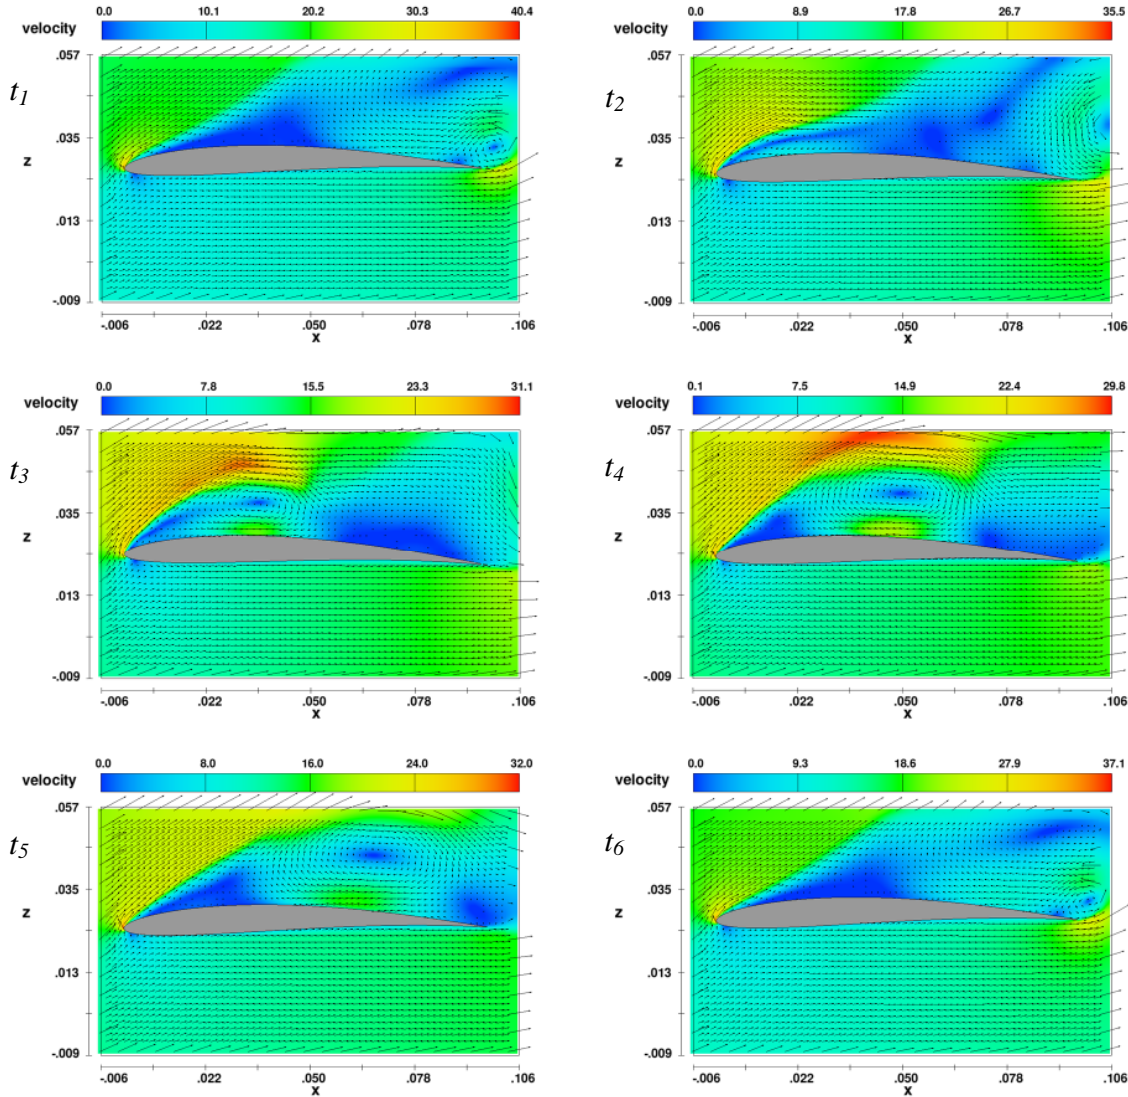 0.0 10.1 20.2 30.3 40.4
velocity
.057
t1
.035
z
.013
-.009
-.006 .022 .050 .078 .106
x
0.0 8.9 17.8 26.7 35.5
velocity
.057
t2
.035
z
.013
-.009
-.006 .022 .050 .078 .106
x
0.0 7.8 15.5 23.3 31.1
velocity
.057
t3
.035
z
.013
-.009
-.006 .022 .050 .078 .106
x
0.1 7.5 14.9 22.4 29.8
velocity
.057
t4
.035
z
.013
-.009
-.006 .022 .050 .078 .106
x
0.0 8.0 16.0 24.0 32.0
velocity
.057
t5
.035
z
.013
-.009
-.006 .022 .050 .078 .106
x
0.0 9.3 18.6 27.9 37.1
velocity
.057
t6
.035
z
.013
-.009
-.006 .022 .050 .078 .106
x